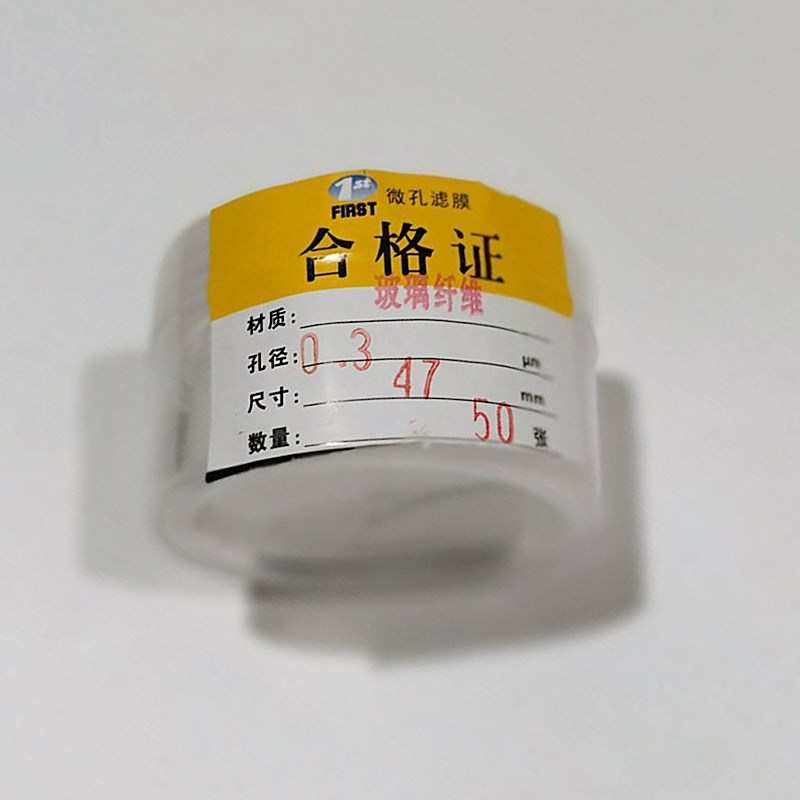 1st FIRST 微孔滤膜
合格证
材质: 玻璃纤维
孔径: 0.3 μm
尺寸: 47 mm
数量: 50 张